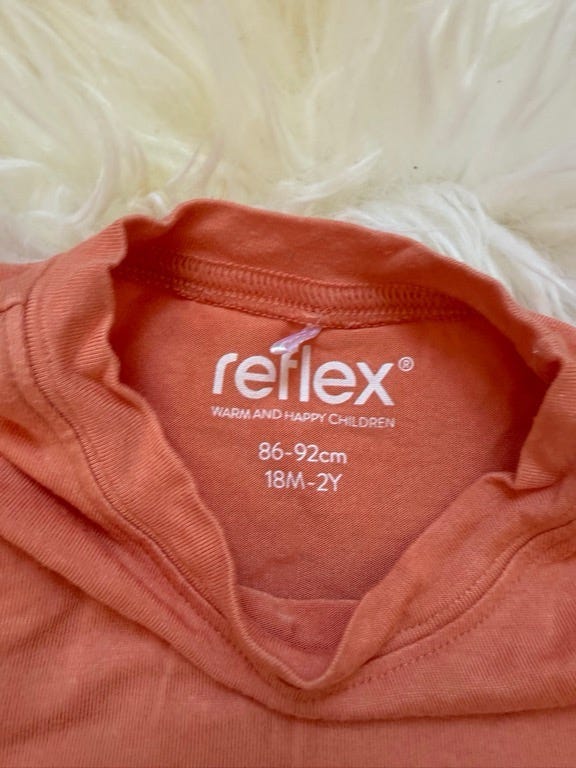 reflex®
WARM AND HAPPY CHILDREN
86-92cm
18M-2Y